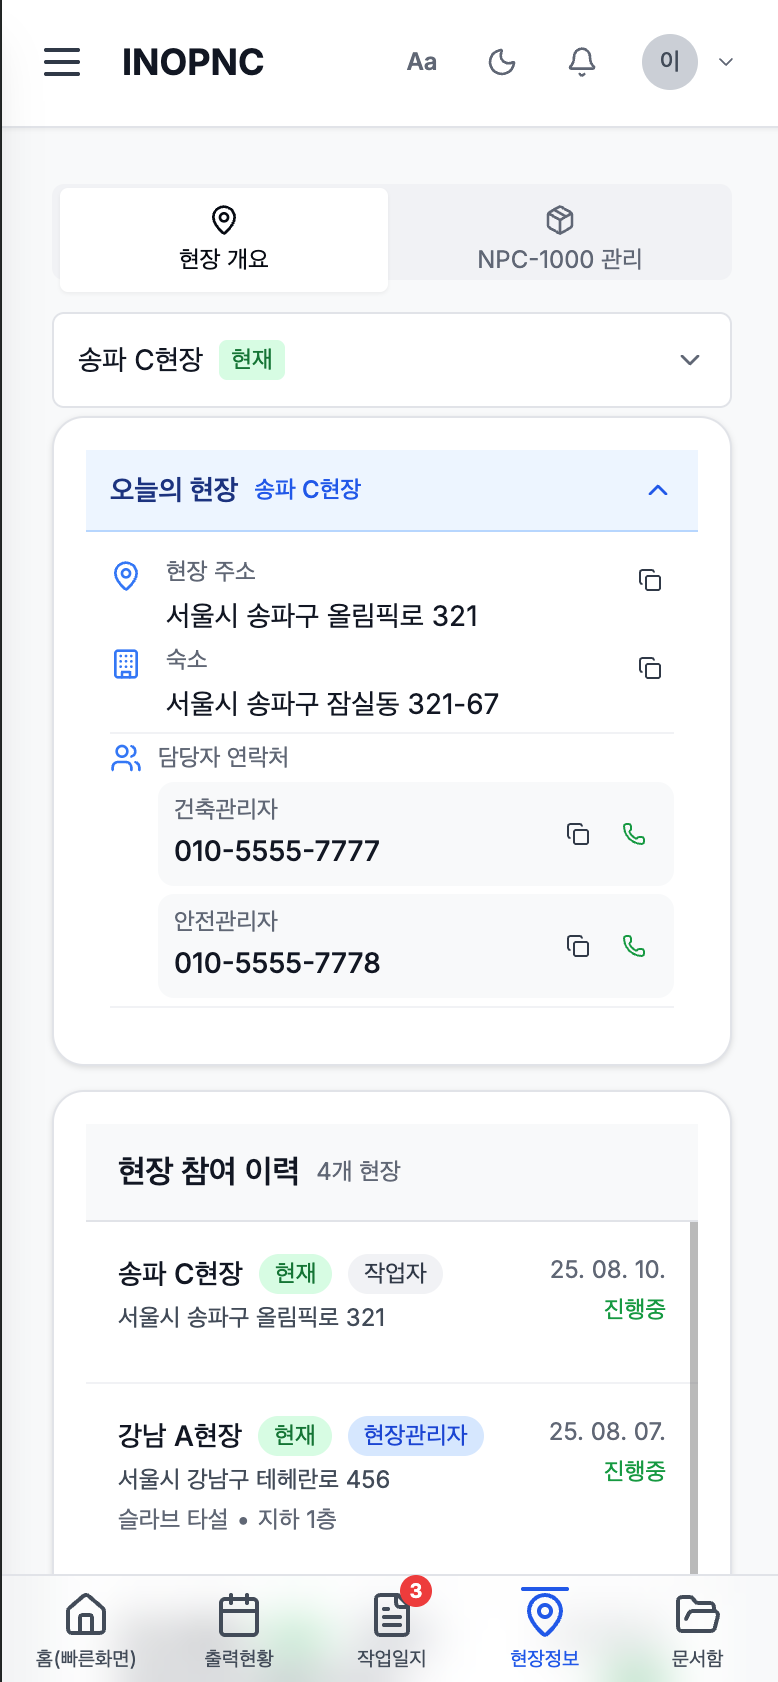 INOPNC
Aa
이
현장 개요
NPC-1000 관리
송파 C현장 현재
오늘의 현장 송파 C현장
현장 주소
서울시 송파구 올림픽로 321
숙소
서울시 송파구 잠실동 321-67
담당자 연락처
건축관리자
010-5555-7777
안전관리자
010-5555-7778
현장 참여 이력 4개 현장
송파 C현장 현재 작업자 25. 08. 10.
서울시 송파구 올림픽로 321 진행중
강남 A현장 현재 현장관리자 25. 08. 07.
서울시 강남구 테헤란로 456 진행중
슬라브 타설 • 지하 1층
3
홈(빠른화면) 출력현황 작업일지 현장정보 문서함